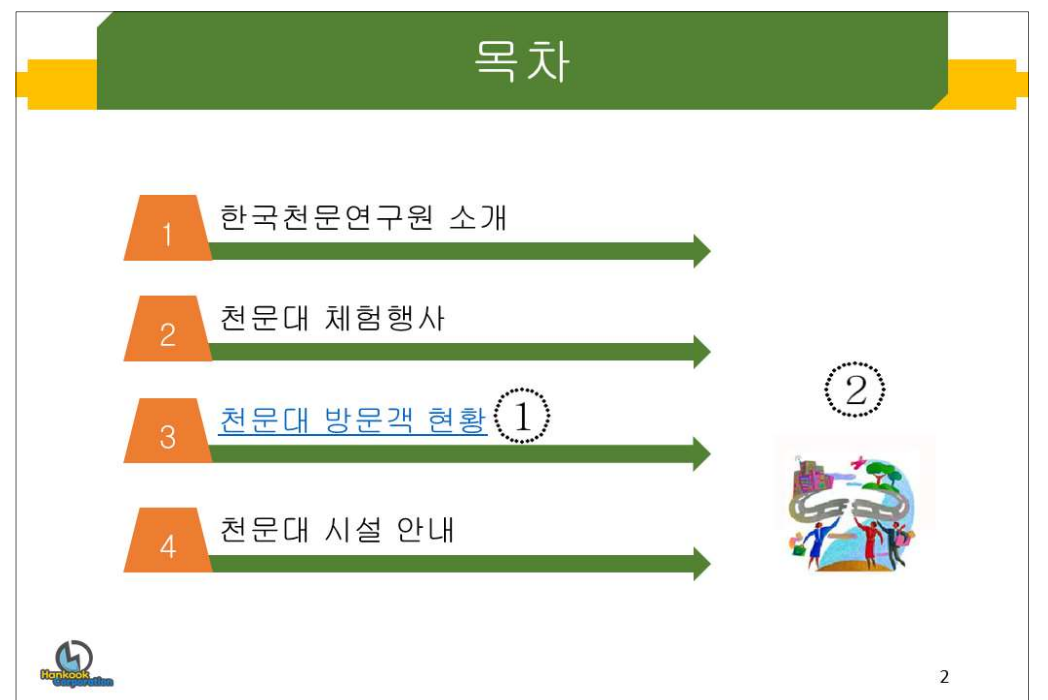 목차
1
한국천문연구원 소개
2
천문대 체험행사
3
천문대 방문객 현황 ①
②
4
천문대 시설 안내
Hankook
Corporation
2